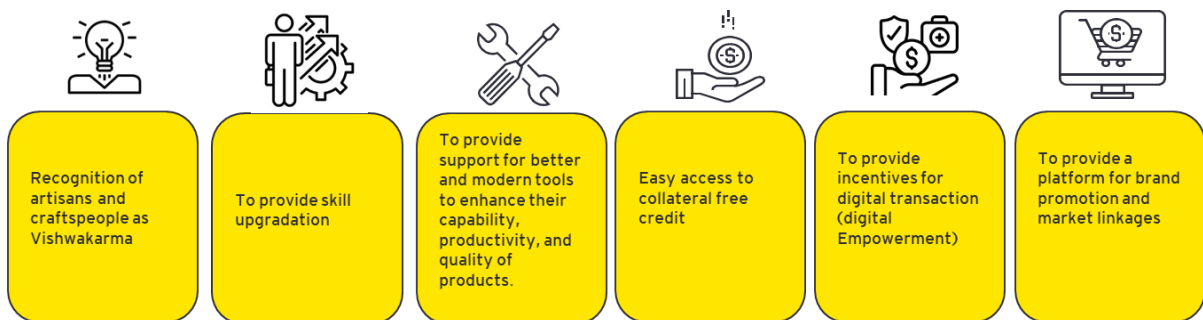 Recognition of
artisans and
craftspeople as
Vishwakarma
To provide skill
upgradation
To provide
support for better
and modern tools
to enhance their
capability,
productivity, and
quality of
products.
Easy access to
collateral free
credit
To provide
incentives for
digital transaction
(digital
Empowerment)
To provide a
platform for brand
promotion and
market linkages